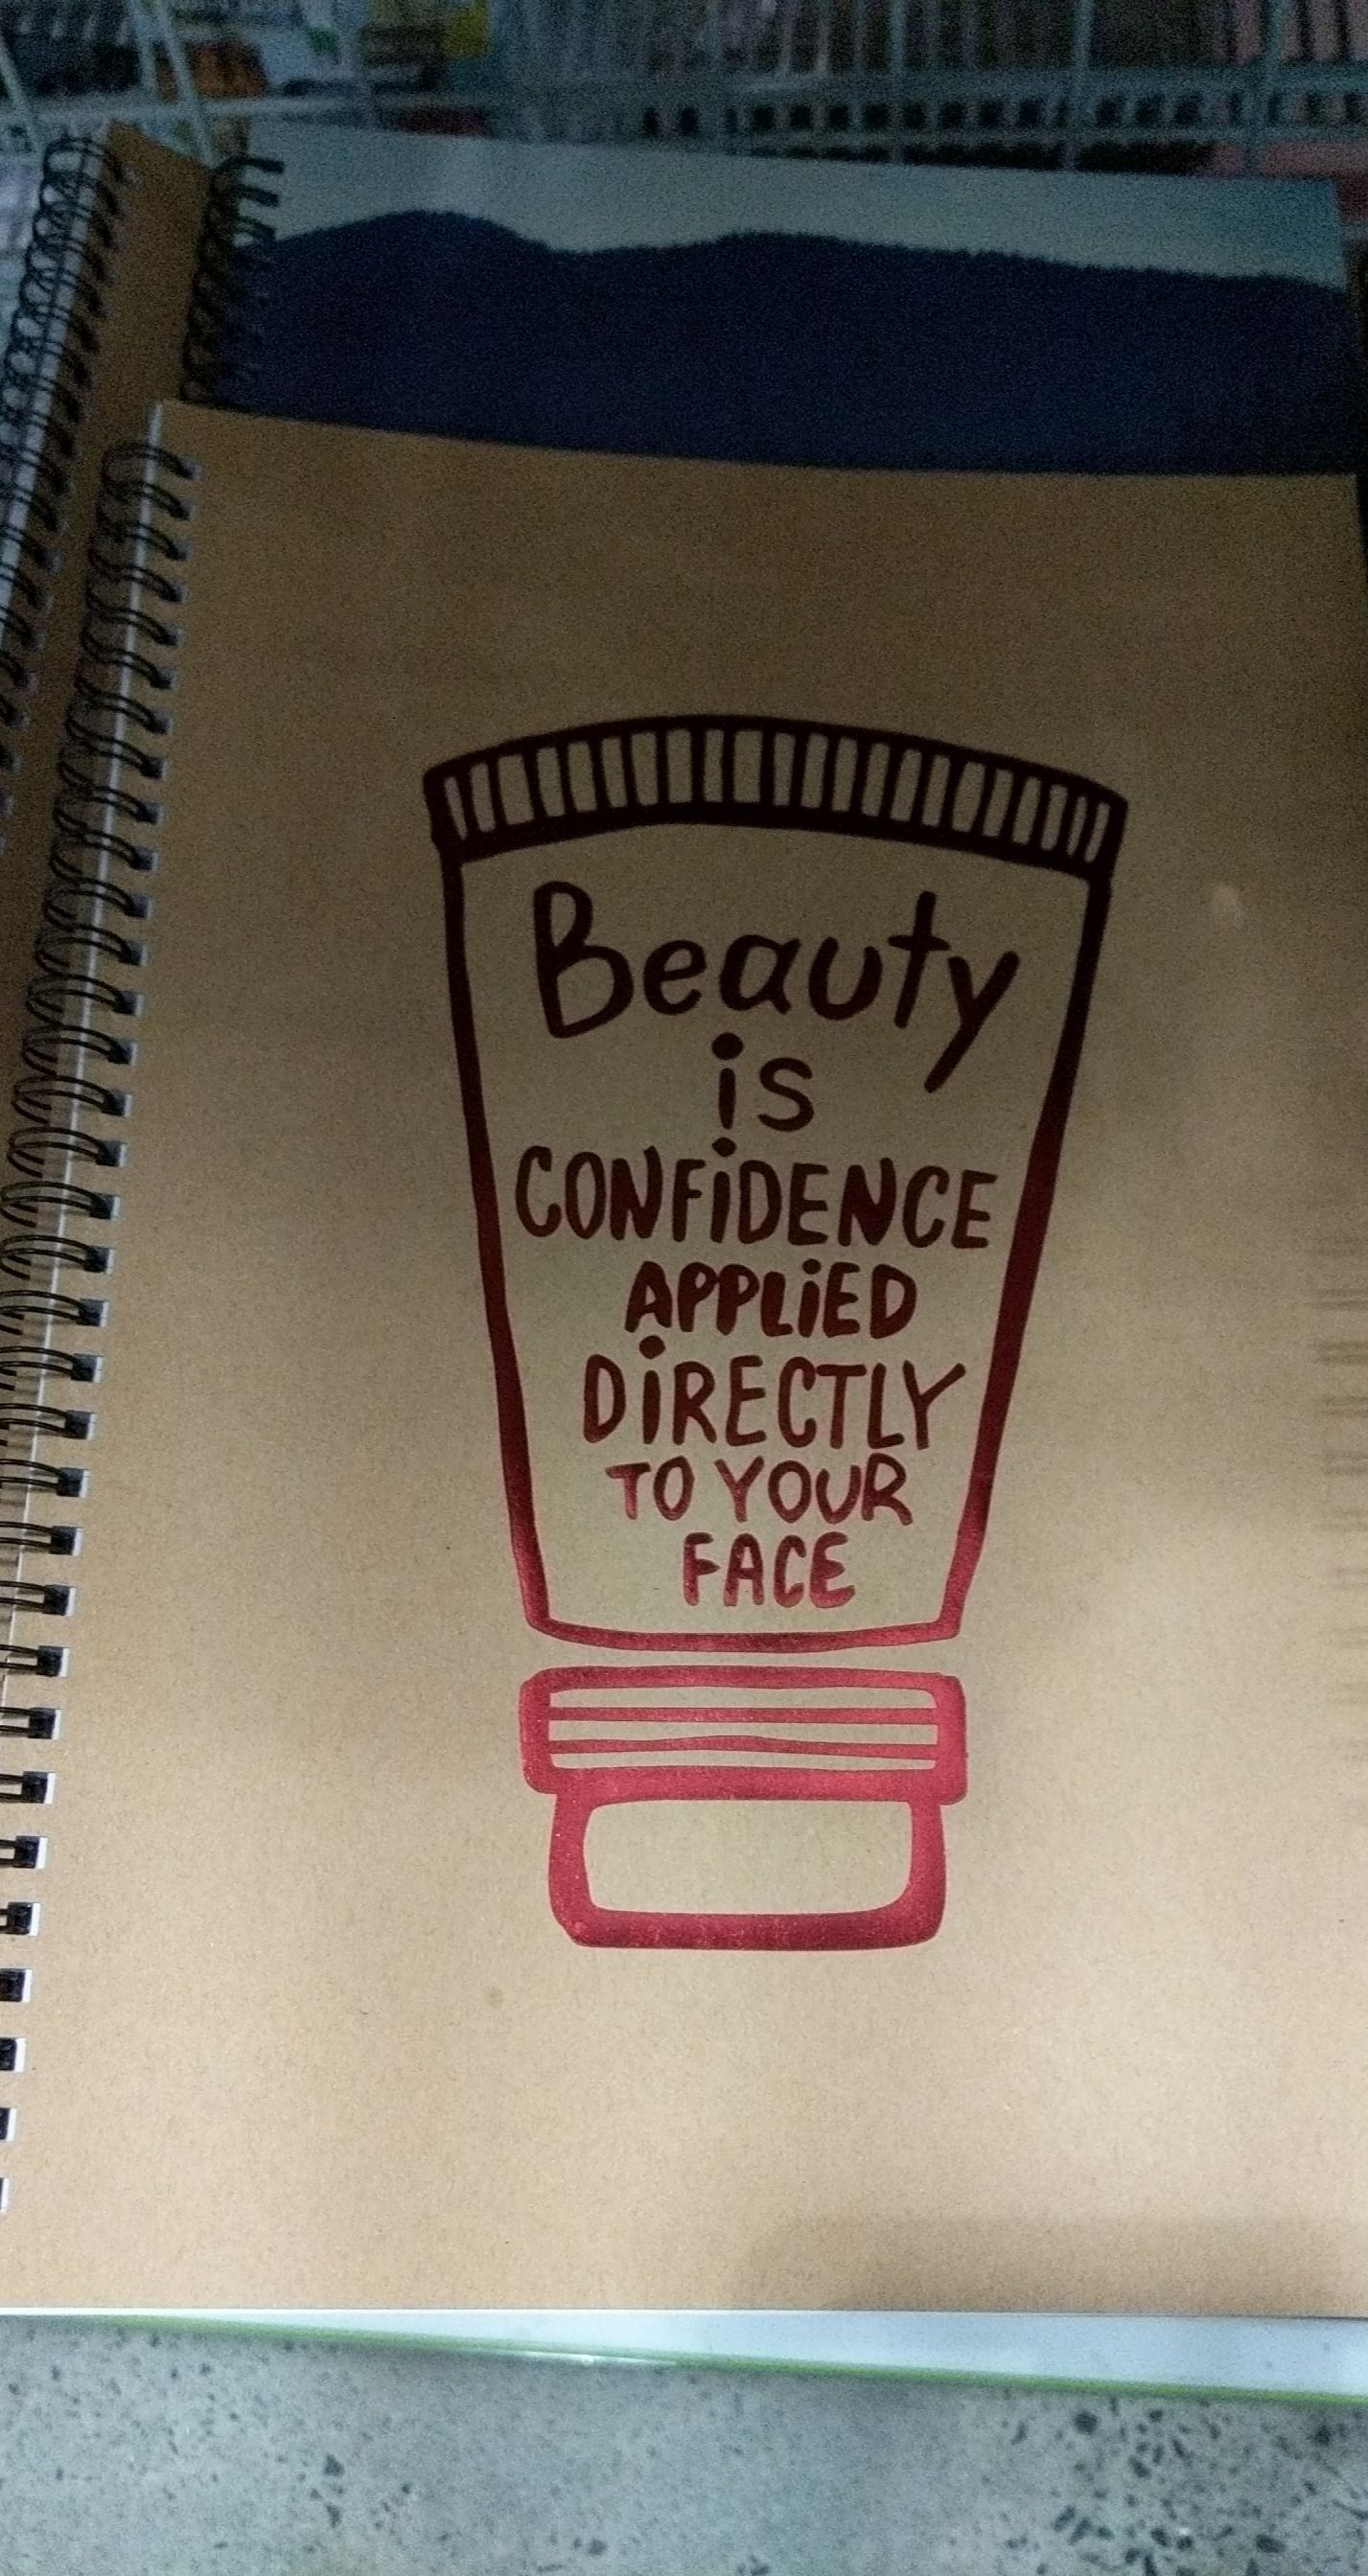 Beauty
is
CONFiDENCE
APPLiED
DiRECTLY
TO YOUR
FACE